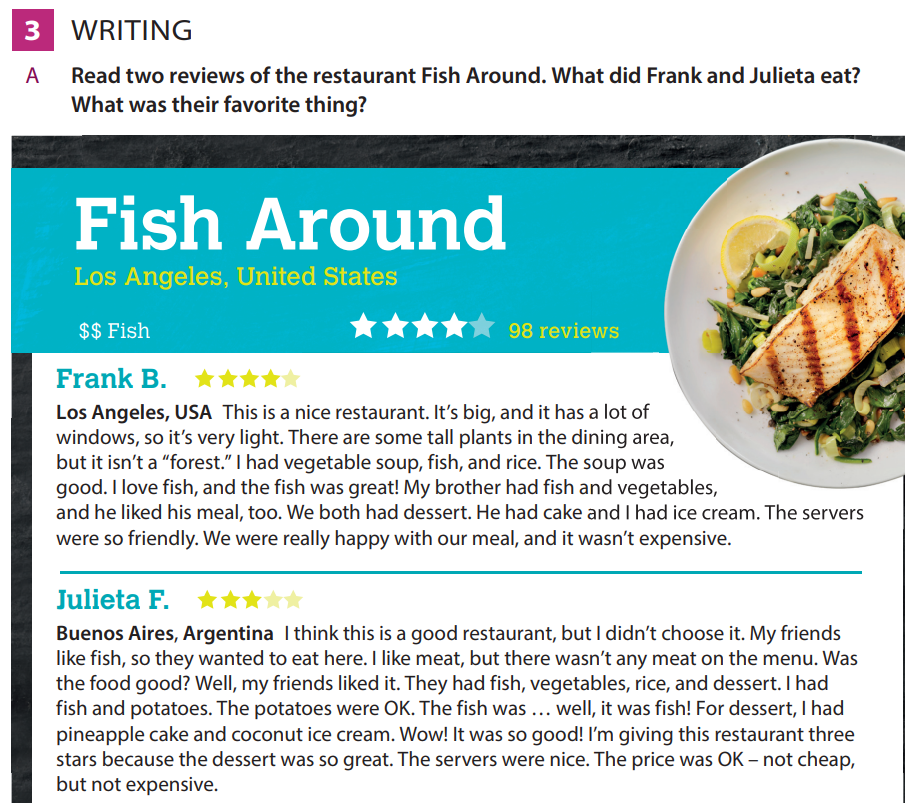 3 WRITING
A Read two reviews of the restaurant Fish Around. What did Frank and Julieta eat?
What was their favorite thing?
Fish Around
Los Angeles, United States
$$ Fish 98 reviews
Frank B.
Los Angeles, USA This is a nice restaurant. It’s big, and it has a lot of
windows, so it’s very light. There are some tall plants in the dining area,
but it isn’t a “forest.” I had vegetable soup, fish, and rice. The soup was
good. I love fish, and the fish was great! My brother had fish and vegetables,
and he liked his meal, too. We both had dessert. He had cake and I had ice cream. The servers
were so friendly. We were really happy with our meal, and it wasn’t expensive.
Julieta F.
Buenos Aires, Argentina I think this is a good restaurant, but I didn’t choose it. My friends
like fish, so they wanted to eat here. I like meat, but there wasn’t any meat on the menu. Was
the food good? Well, my friends liked it. They had fish, vegetables, rice, and dessert. I had
fish and potatoes. The potatoes were OK. The fish was … well, it was fish! For dessert, I had
pineapple cake and coconut ice cream. Wow! It was so good! I’m giving this restaurant three
stars because the dessert was so great. The servers were nice. The price was OK – not cheap,
but not expensive.